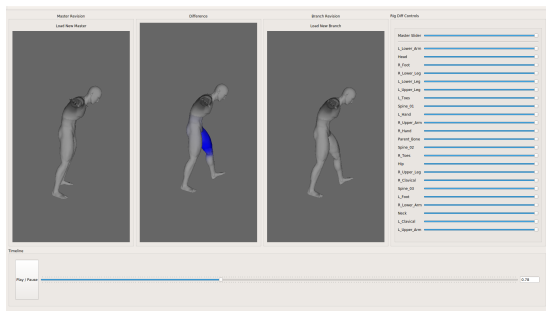 Master Revision
Difference
Branch Revision
Rig Diff Controls
Load New Master
Load New Branch
Master Slider
L_Lower_Arm
Head
R_Foot
R_Lower_Leg
L_Lower_Leg
L_Upper_Leg
L_Toes
Spine_01
L_Hand
R_Upper_Arm
R_Hand
Parent_Bone
Spine_02
R_Toes
Hip
R_Upper_Leg
R_Clavical
Spine_03
L_Foot
R_Lower_Arm
Neck
L_Clavical
L_Upper_Arm
Timeline
Play / Pause
0.78